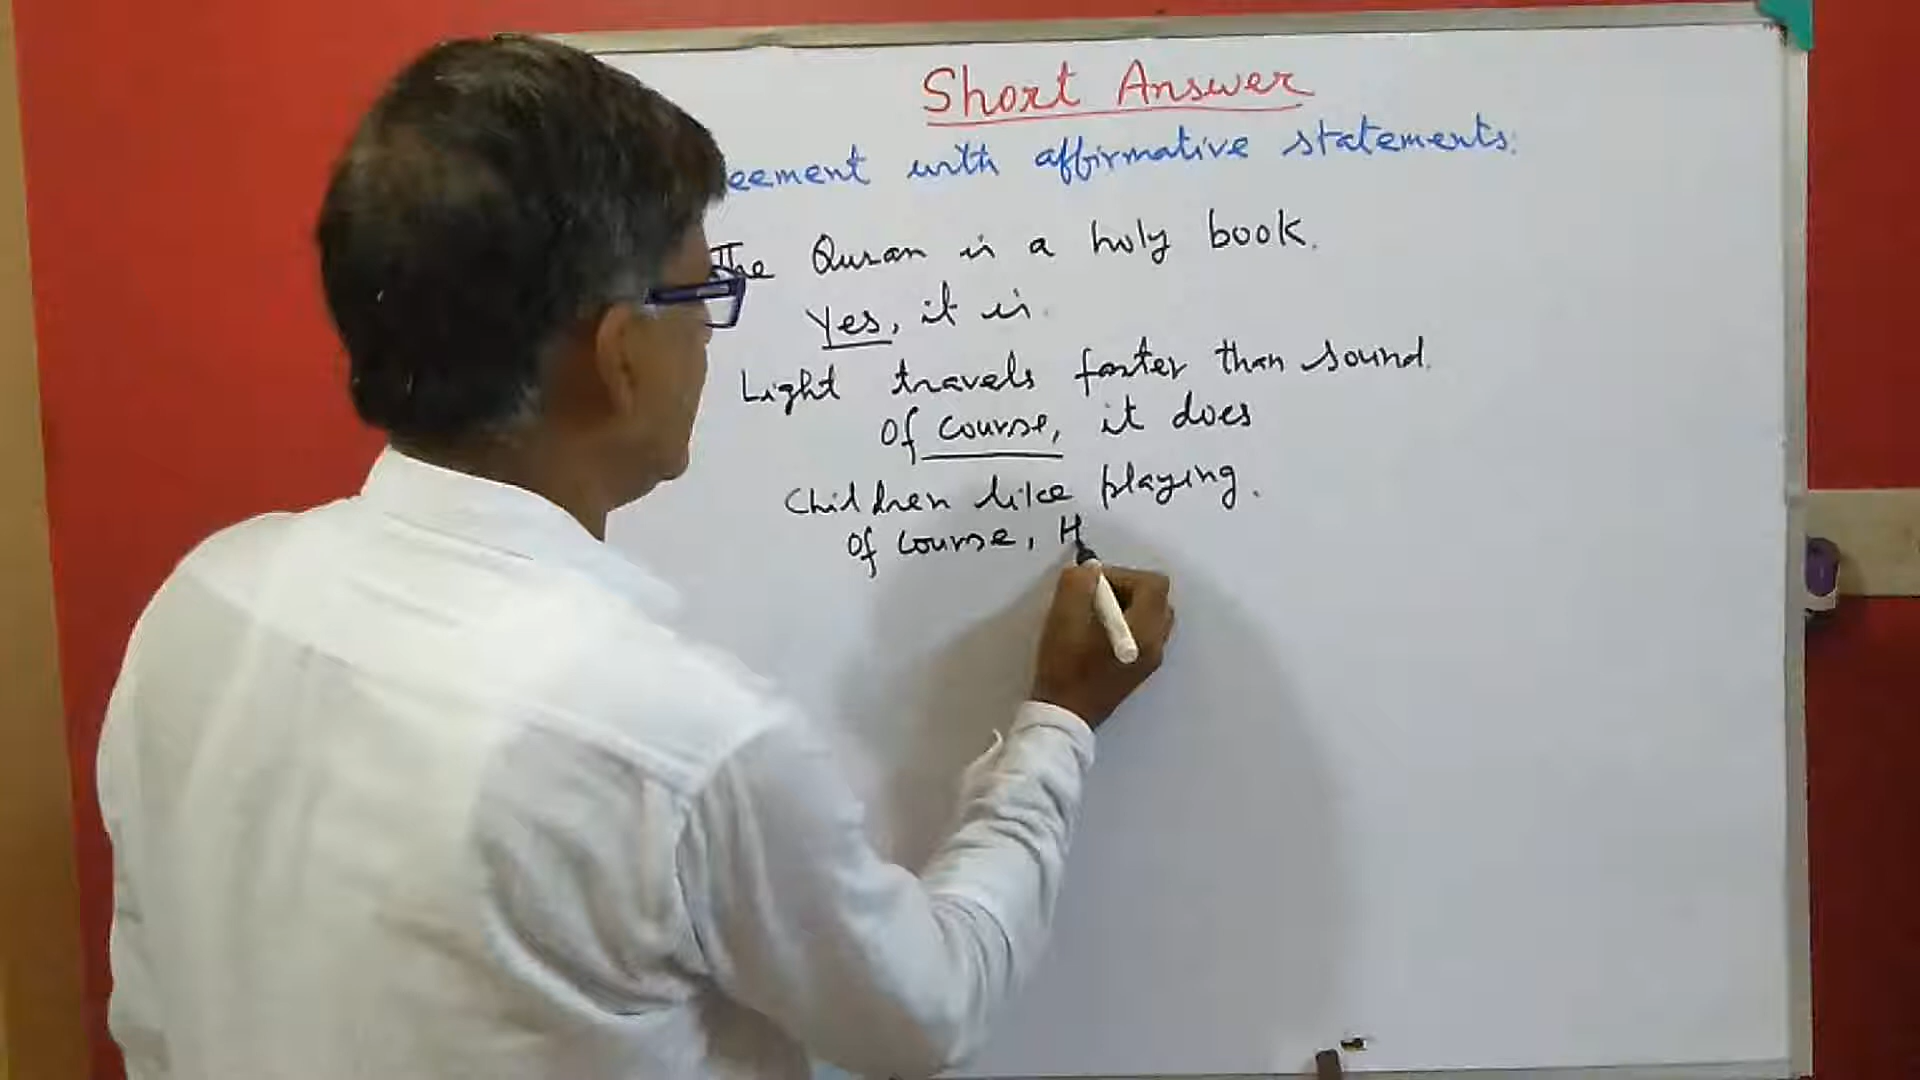 Short Answer
eement with affirmative statements:
The Quran is a holy book.
Yes, it is.
Light travels faster than sound.
Of course, it does
Children like playing.
Of course,